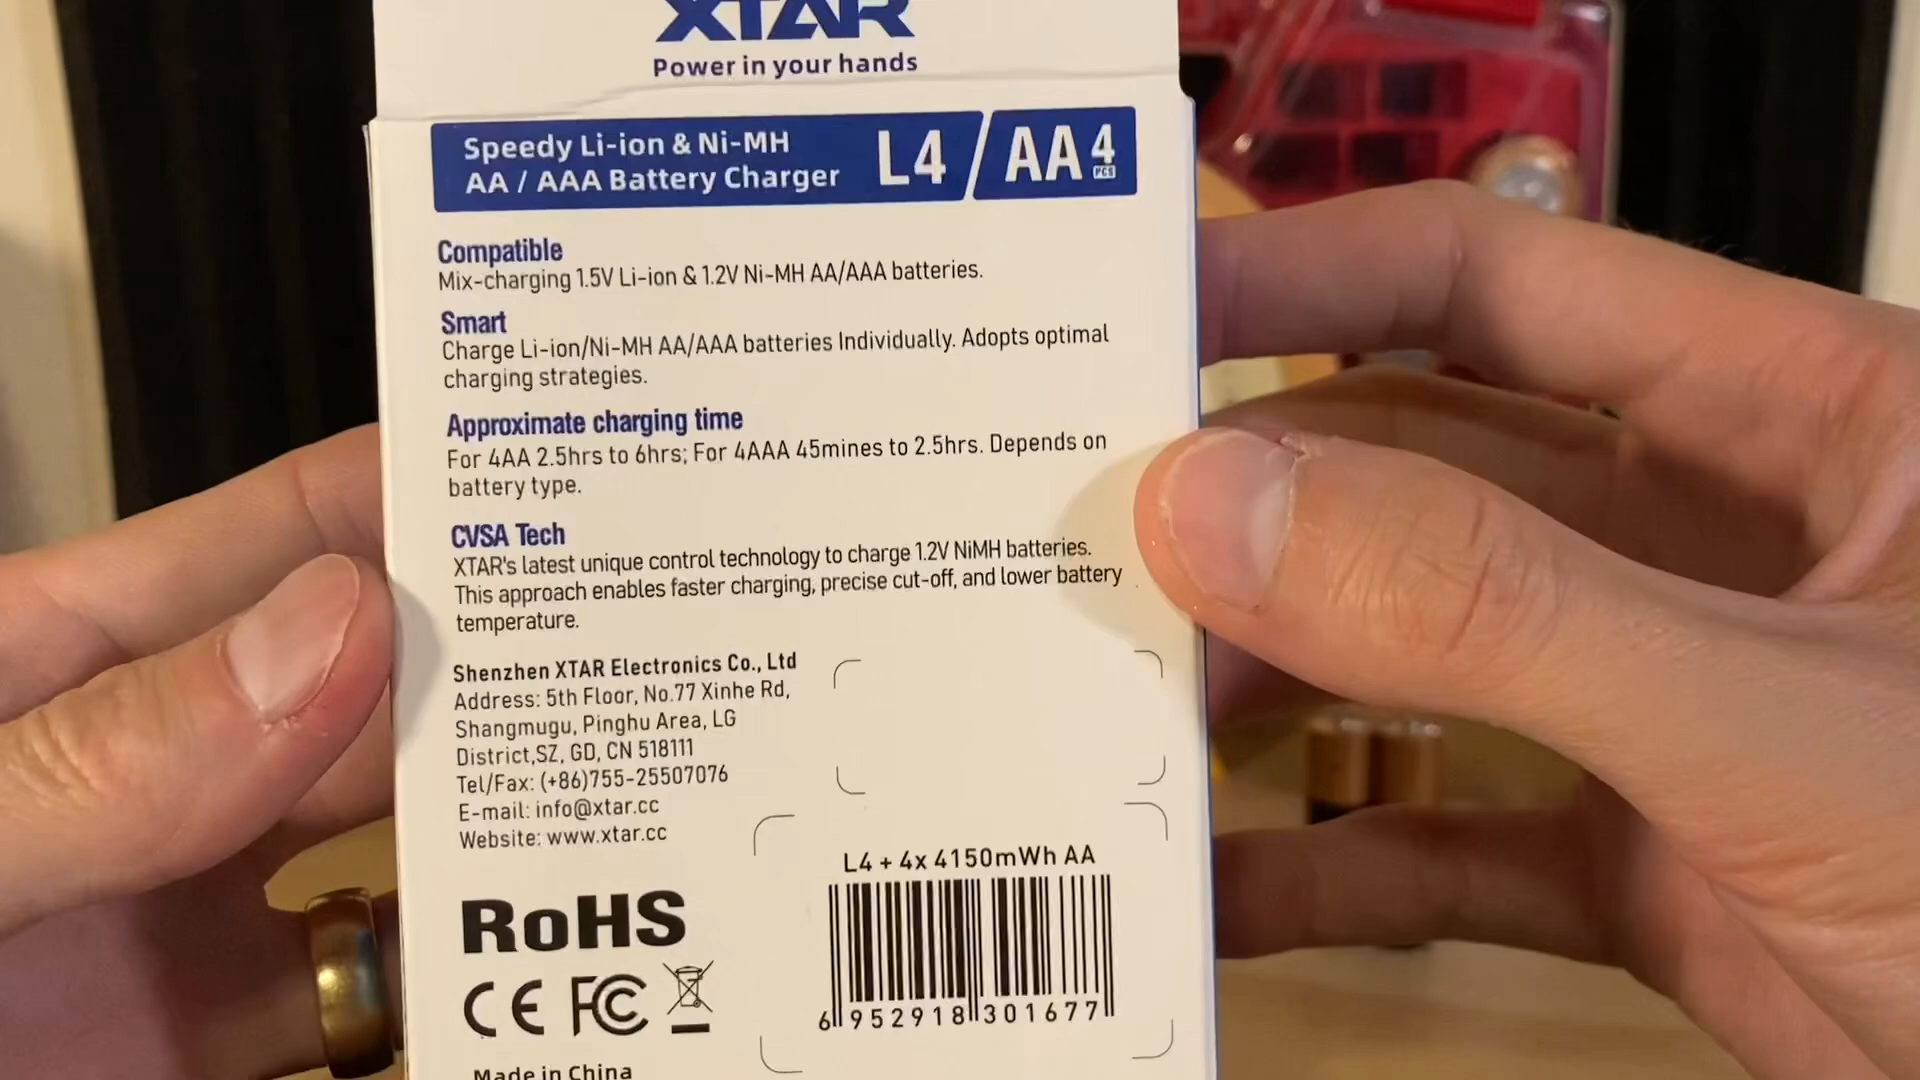 XTAR
Power in your hands
Speedy Li-ion & Ni-MH
AA / AAA Battery Charger
L4 / AA 4 PCS
Compatible
Mix-charging 1.5V Li-ion & 1.2V Ni-MH AA/AAA batteries.
Smart
Charge Li-ion/Ni-MH AA/AAA batteries Individually. Adopts optimal
charging strategies.
Approximate charging time
For 4AA 2.5hrs to 6hrs; For 4AAA 45mines to 2.5hrs. Depends on
battery type.
CVSA Tech
XTAR's latest unique control technology to charge 1.2V NiMH batteries.
This approach enables faster charging, precise cut-off, and lower battery
temperature.
Shenzhen XTAR Electronics Co., Ltd
Address: 5th Floor, No.77 Xinhe Rd,
Shangmugu, Pinghu Area, LG
District,SZ, GD, CN 518111
Tel/Fax: (+86)755-25507076
E-mail: info@xtar.cc
Website: www.xtar.cc
L4 + 4x 4150mWh AA
6 952918 301677
RoHS
CE FC
Made in China